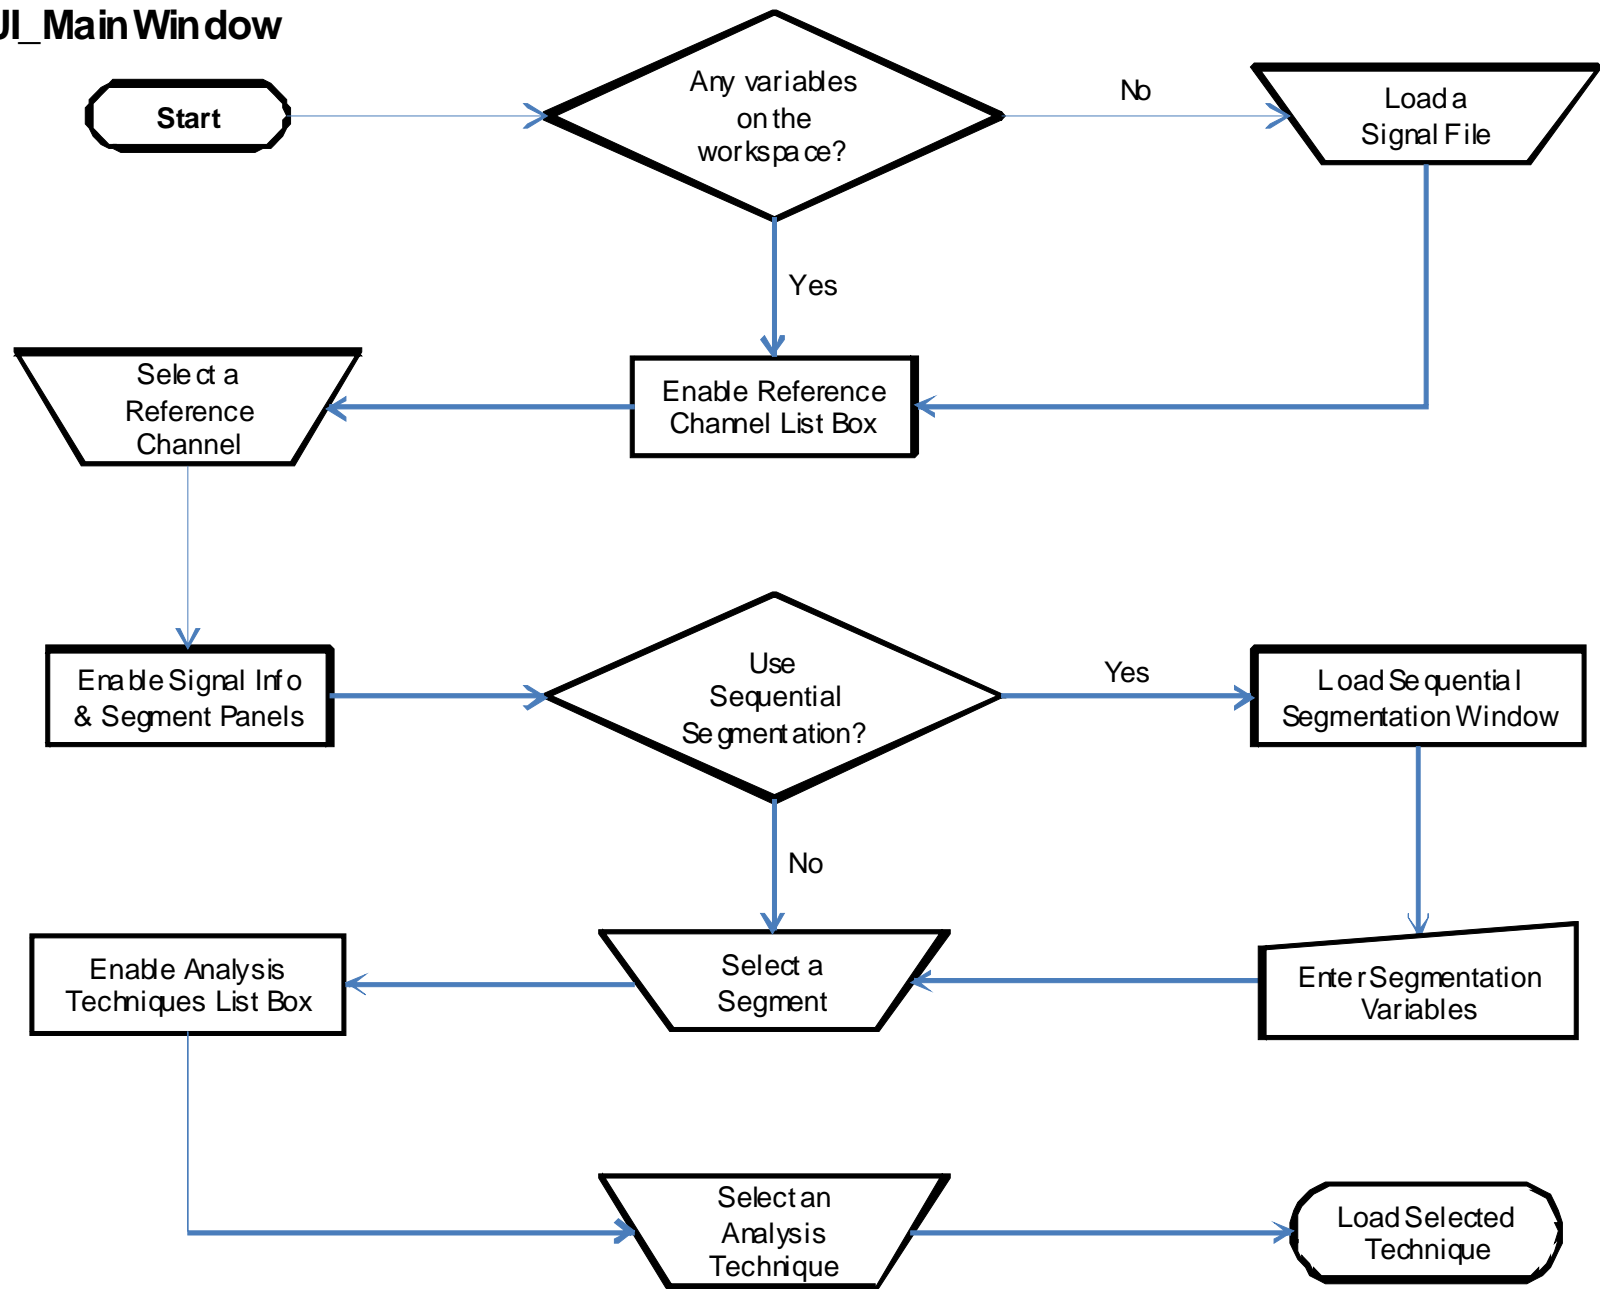 UI_Main Window
Start
Any variables
on the
workspace?
No
Load a
Signal File
Yes
Select a
Reference
Channel
Enable Reference
Channel List Box
Enable Signal Info
& Segment Panels
Use
Sequential
Segmentation?
Yes
Load Sequential
Segmentation Window
No
Enable Analysis
Techniques List Box
Select a
Segment
Enter Segmentation
Variables
Select an
Analysis
Technique
Load Selected
Technique